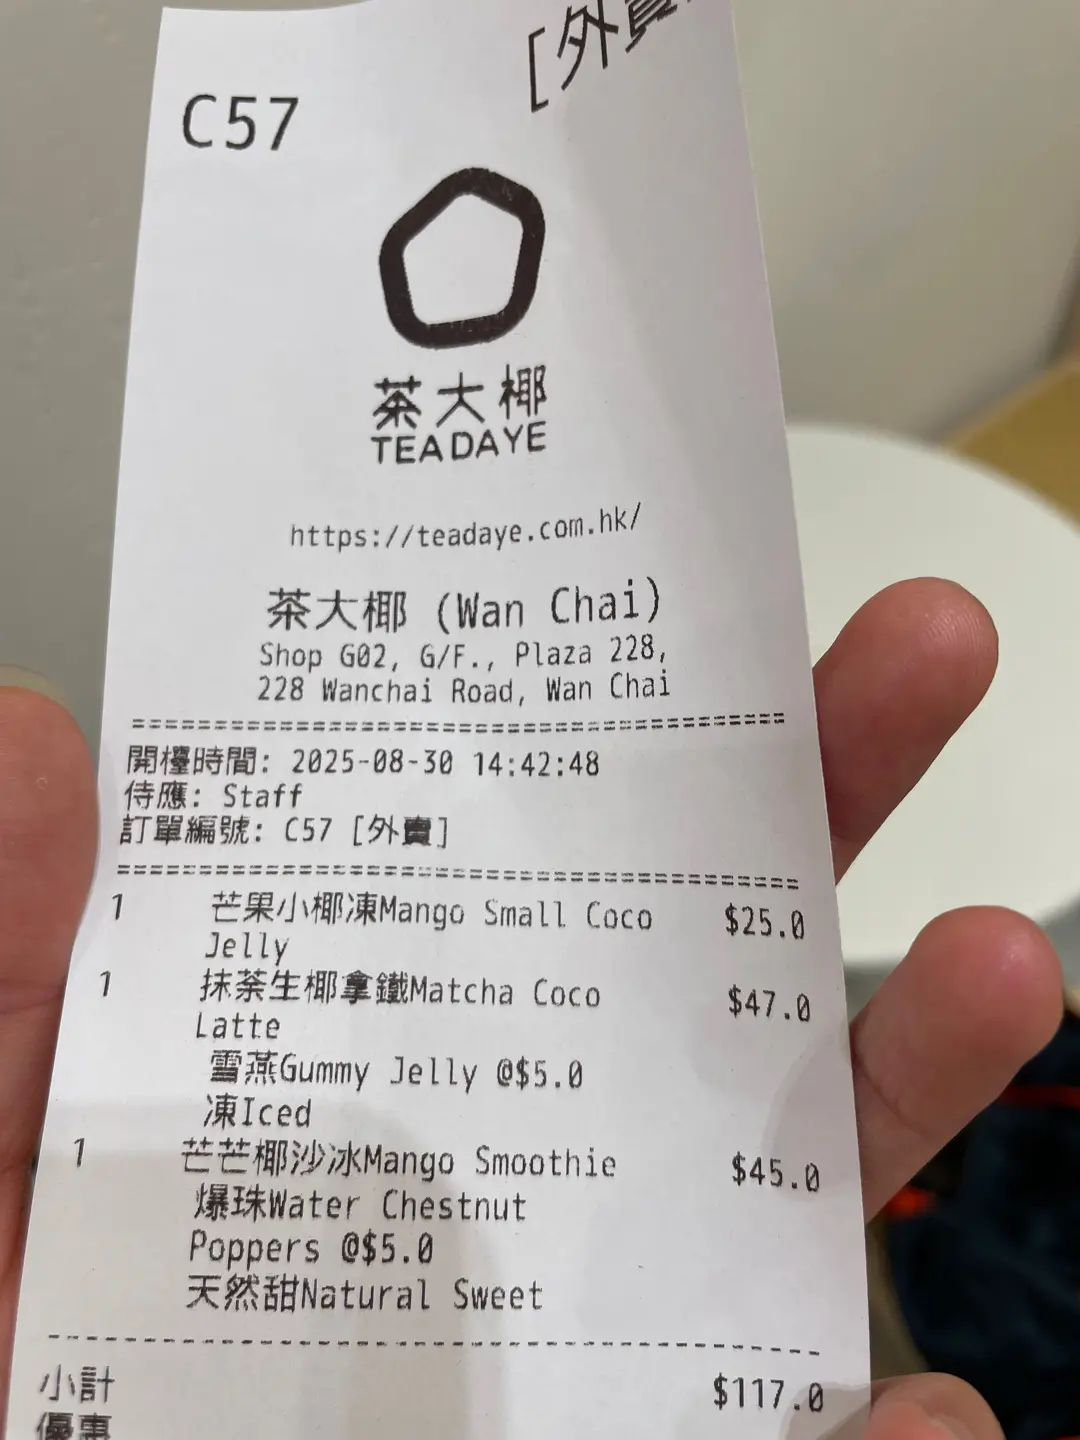 [外賣
C57
茶大椰
TEADAYE
https://teadaye.com.hk/
茶大椰 (Wan Chai)
Shop G02, G/F., Plaza 228,
228 Wanchai Road, Wan Chai
========================================
開檯時間: 2025-08-30 14:42:48
侍應: Staff
訂單編號: C57 [外賣]
========================================
1 芒果小椰凍Mango Small Coco $25.0
Jelly
1 抹茶生椰拿鐵Matcha Coco $47.0
Latte
雪燕Gummy Jelly @$5.0
凍Iced
1 芒芒椰沙冰Mango Smoothie $45.0
爆珠Water Chestnut
Poppers @$5.0
天然甜Natural Sweet
----------------------------------------
小計 $117.0
優惠